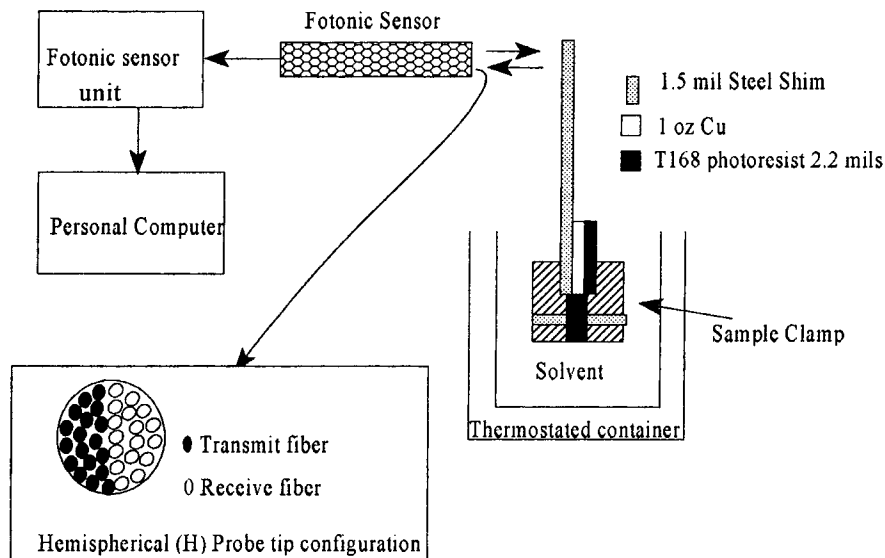 Fotonic Sensor
Fotonic sensor
unit
Personal Computer
1.5 mil Steel Shim
1 oz Cu
T168 photoresist 2.2 mils
Sample Clamp
Solvent
Thermostated container
Transmit fiber
0 Receive fiber
Hemispherical (H) Probe tip configuration